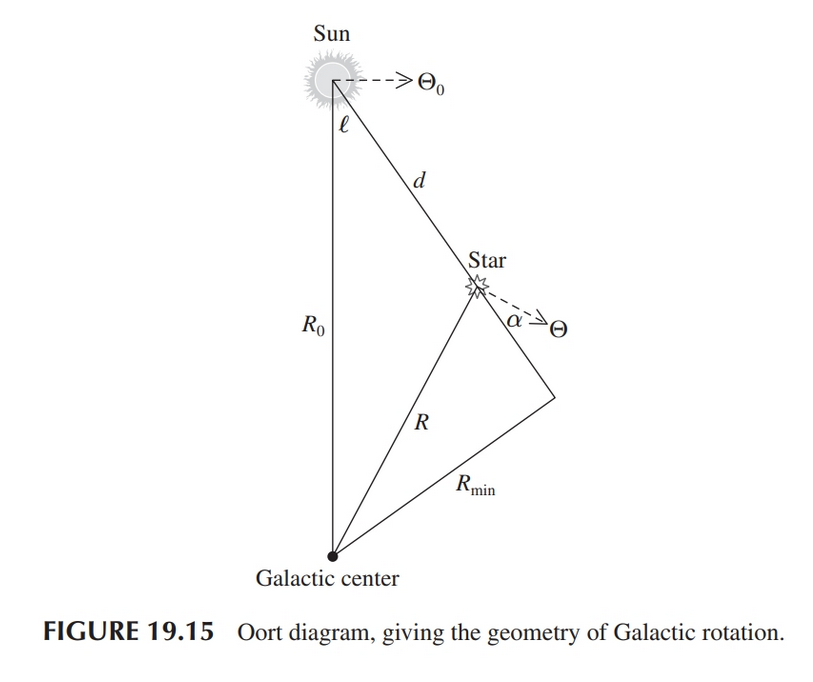 Sun
Θ₀
ℓ
d
Star
α
Θ
R₀
R
Rmin
Galactic center
FIGURE 19.15 Oort diagram, giving the geometry of Galactic rotation.